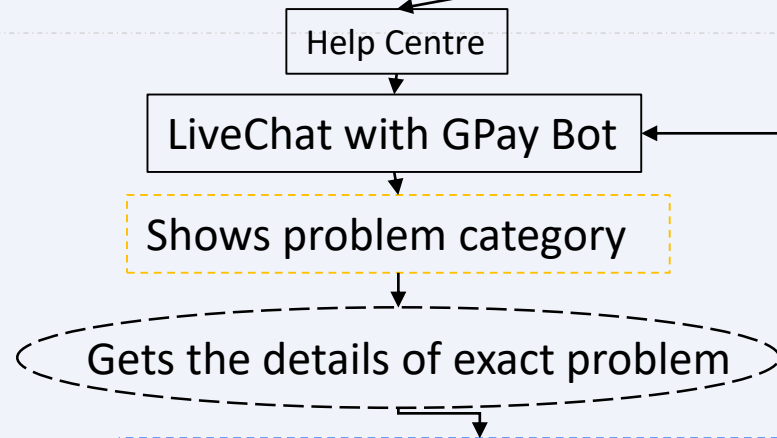 Help Centre
LiveChat with GPay Bot
Shows problem category
Gets the details of exact problem